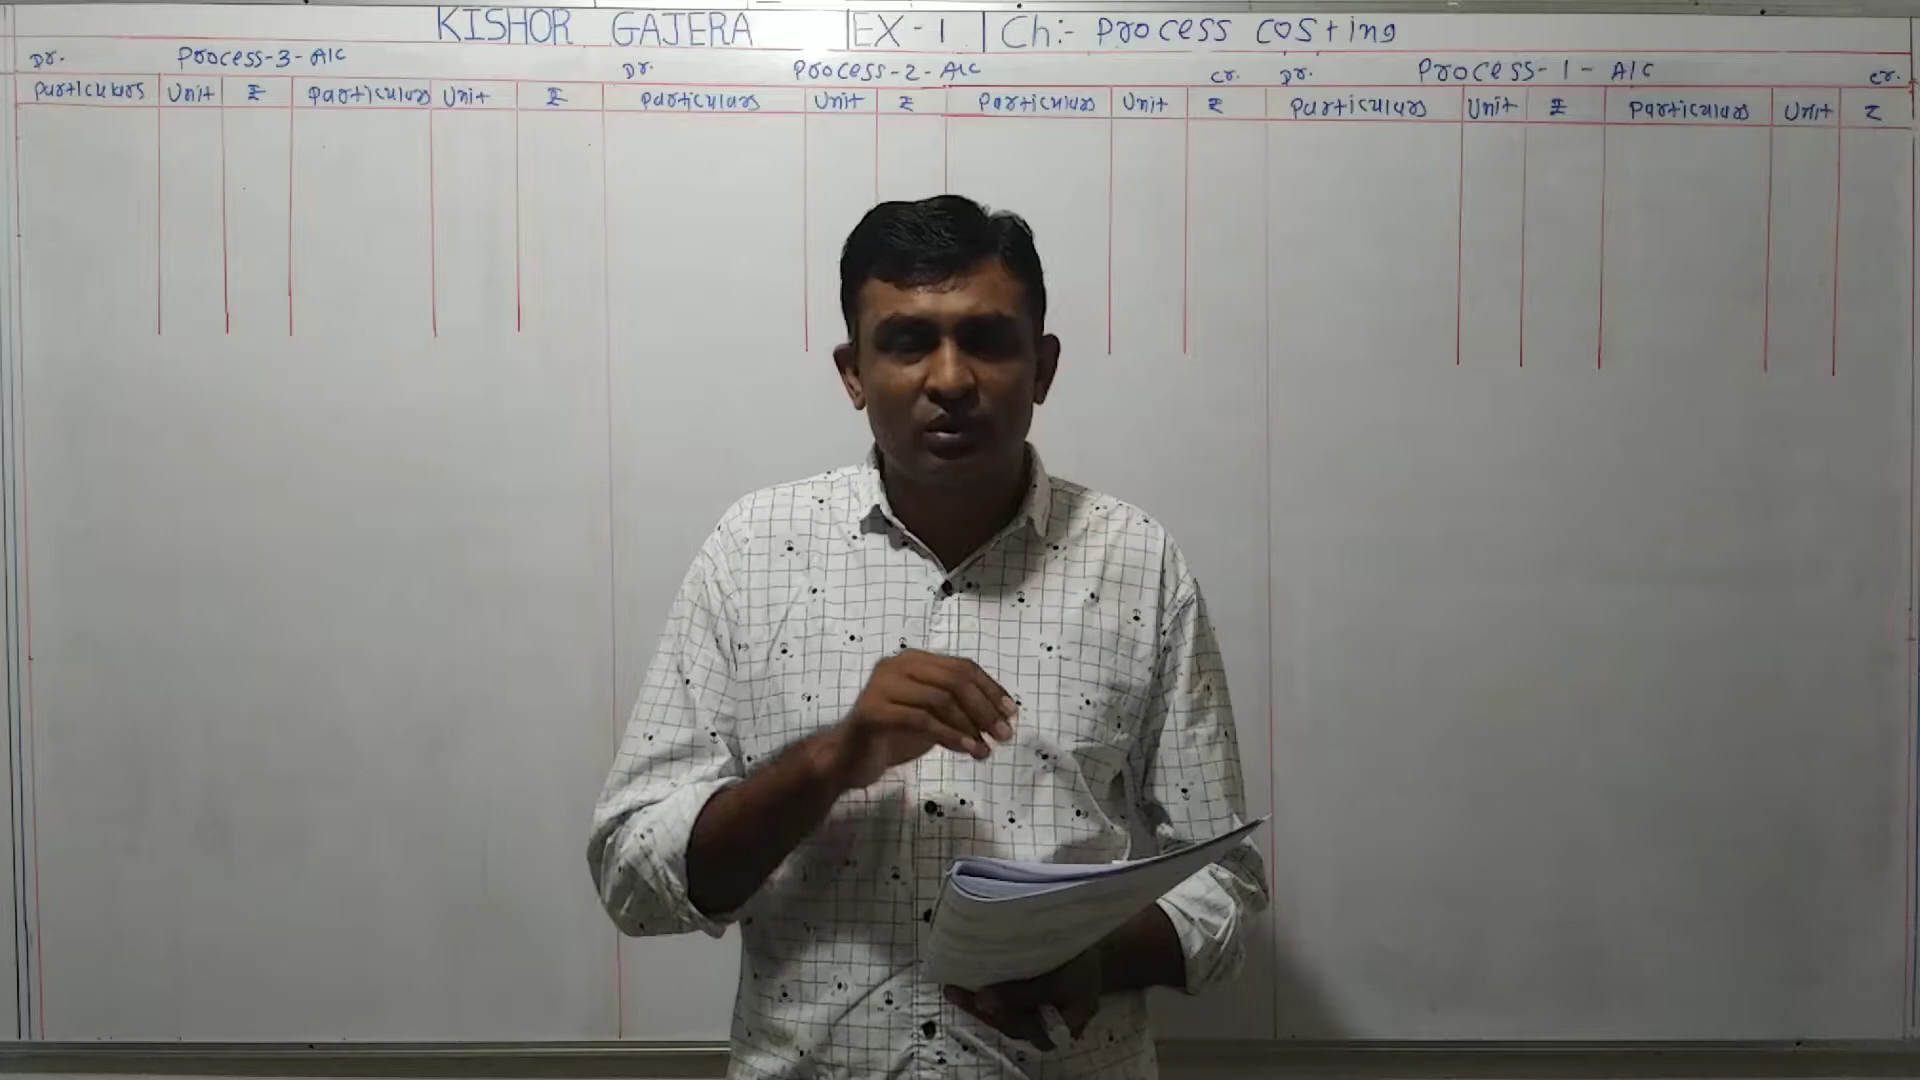 KISHOR GAJERA | EX-1 | Ch:- Process costing
Dr. Process-3-A/C
Particulars Unit ₹ Particulars Unit ₹
Dr. Process-2-A/C Cr.
Particulars Unit ₹ Particulars Unit ₹
Dr. Process-1-A/C Cr.
Particulars Unit ₹ Particulars Unit ₹